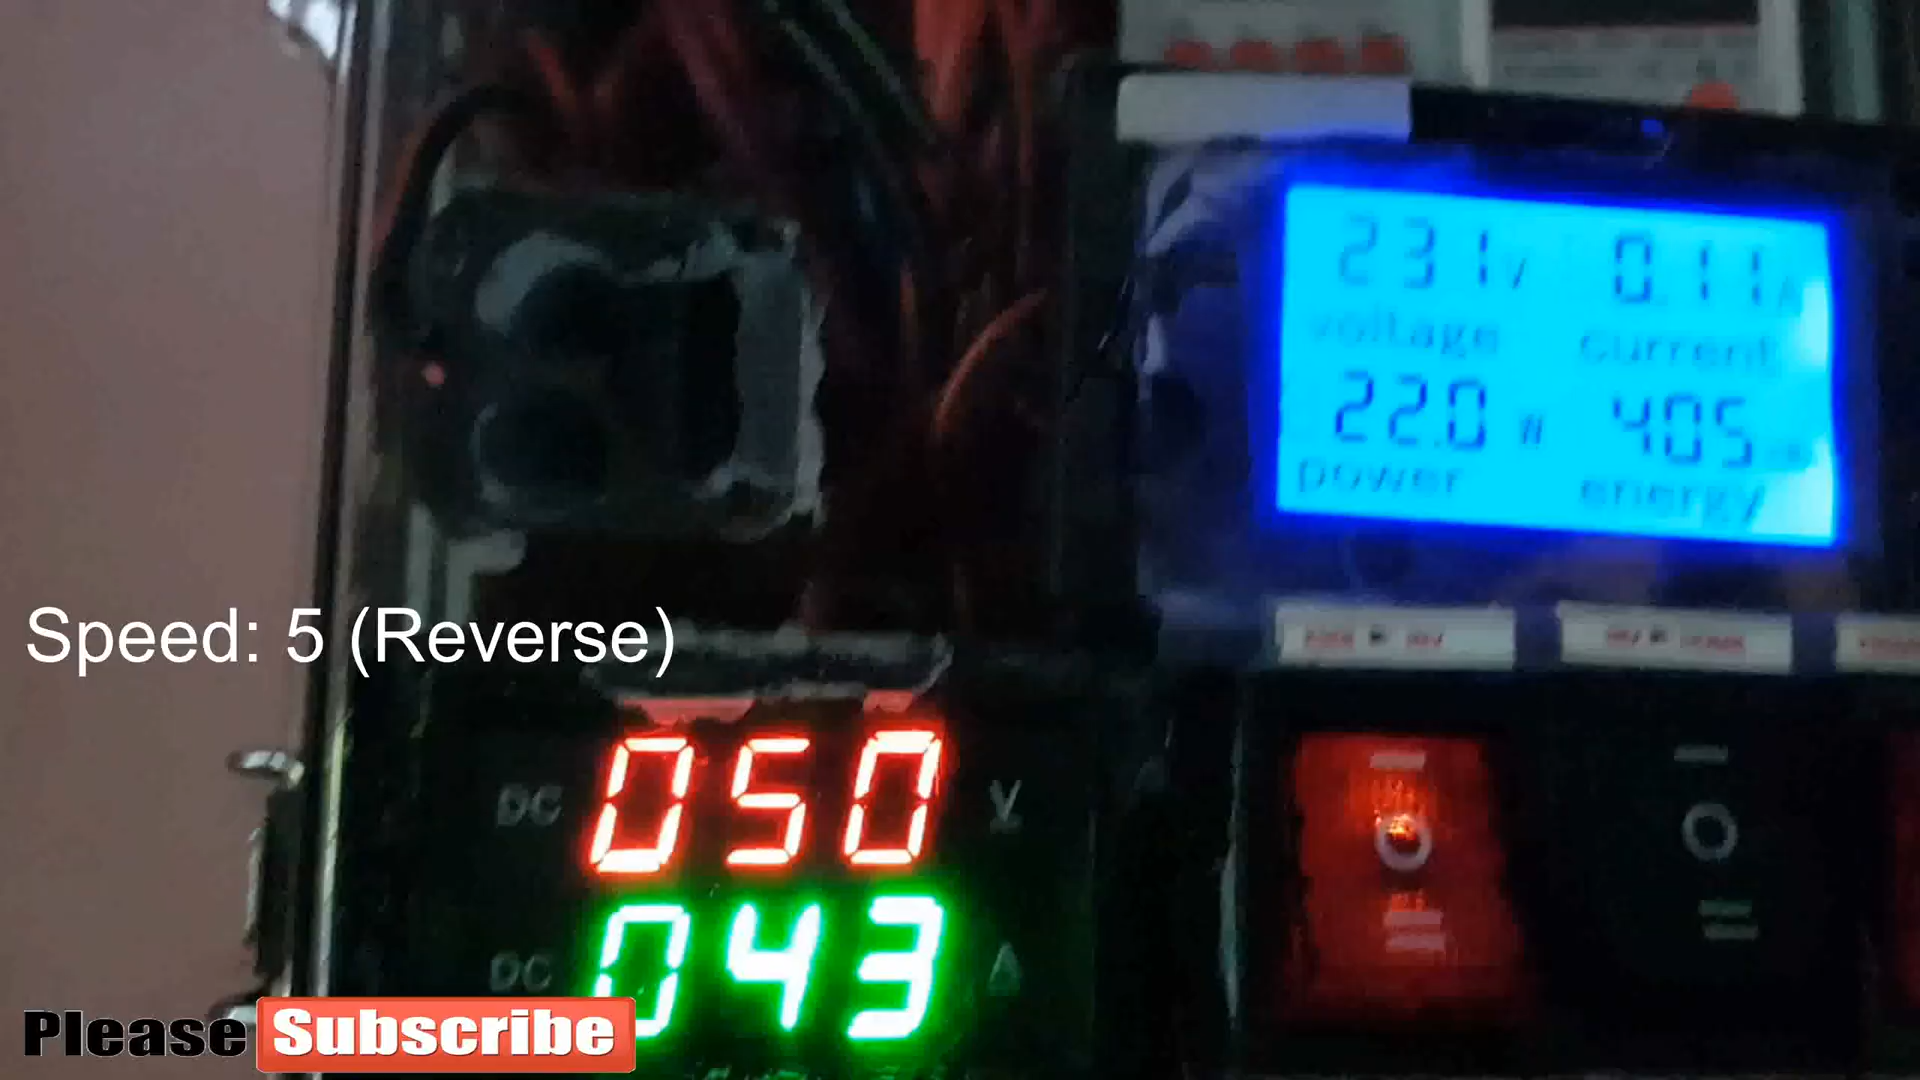 231V 0.11A
voltage current
22.0 W 405
power energy
Speed: 5 (Reverse)
DC 050 V
DC 043 A
Please Subscribe